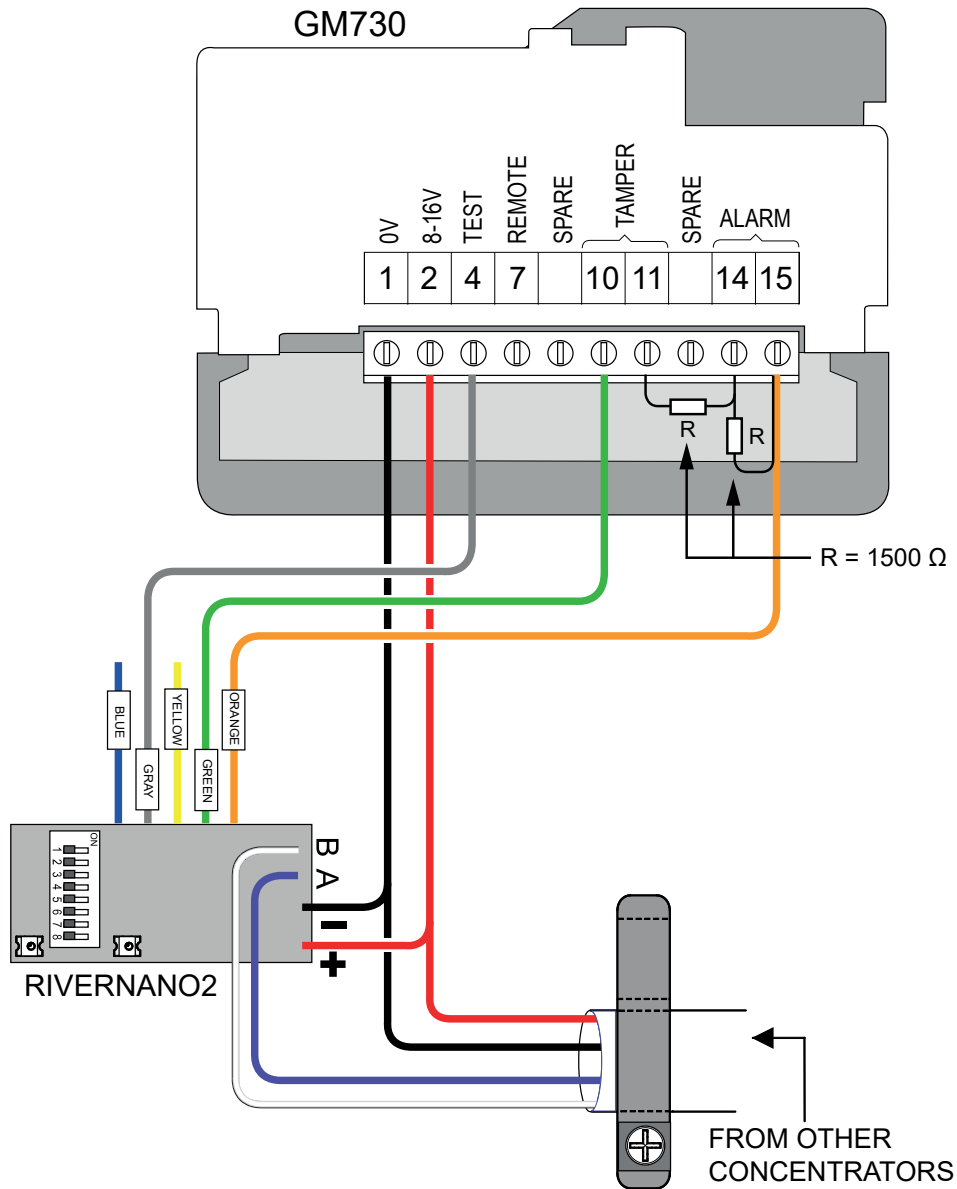 GM730
0V
8-16V
TEST
REMOTE
SPARE
TAMPER
SPARE
ALARM
1 2 4 7 10 11 14 15
R
R
R = 1500 Ω
BLUE
GRAY
YELLOW
GREEN
ORANGE
ON
1
2
3
4
5
6
7
8
B
A
-
+
RIVERNANO2
FROM OTHER
CONCENTRATORS